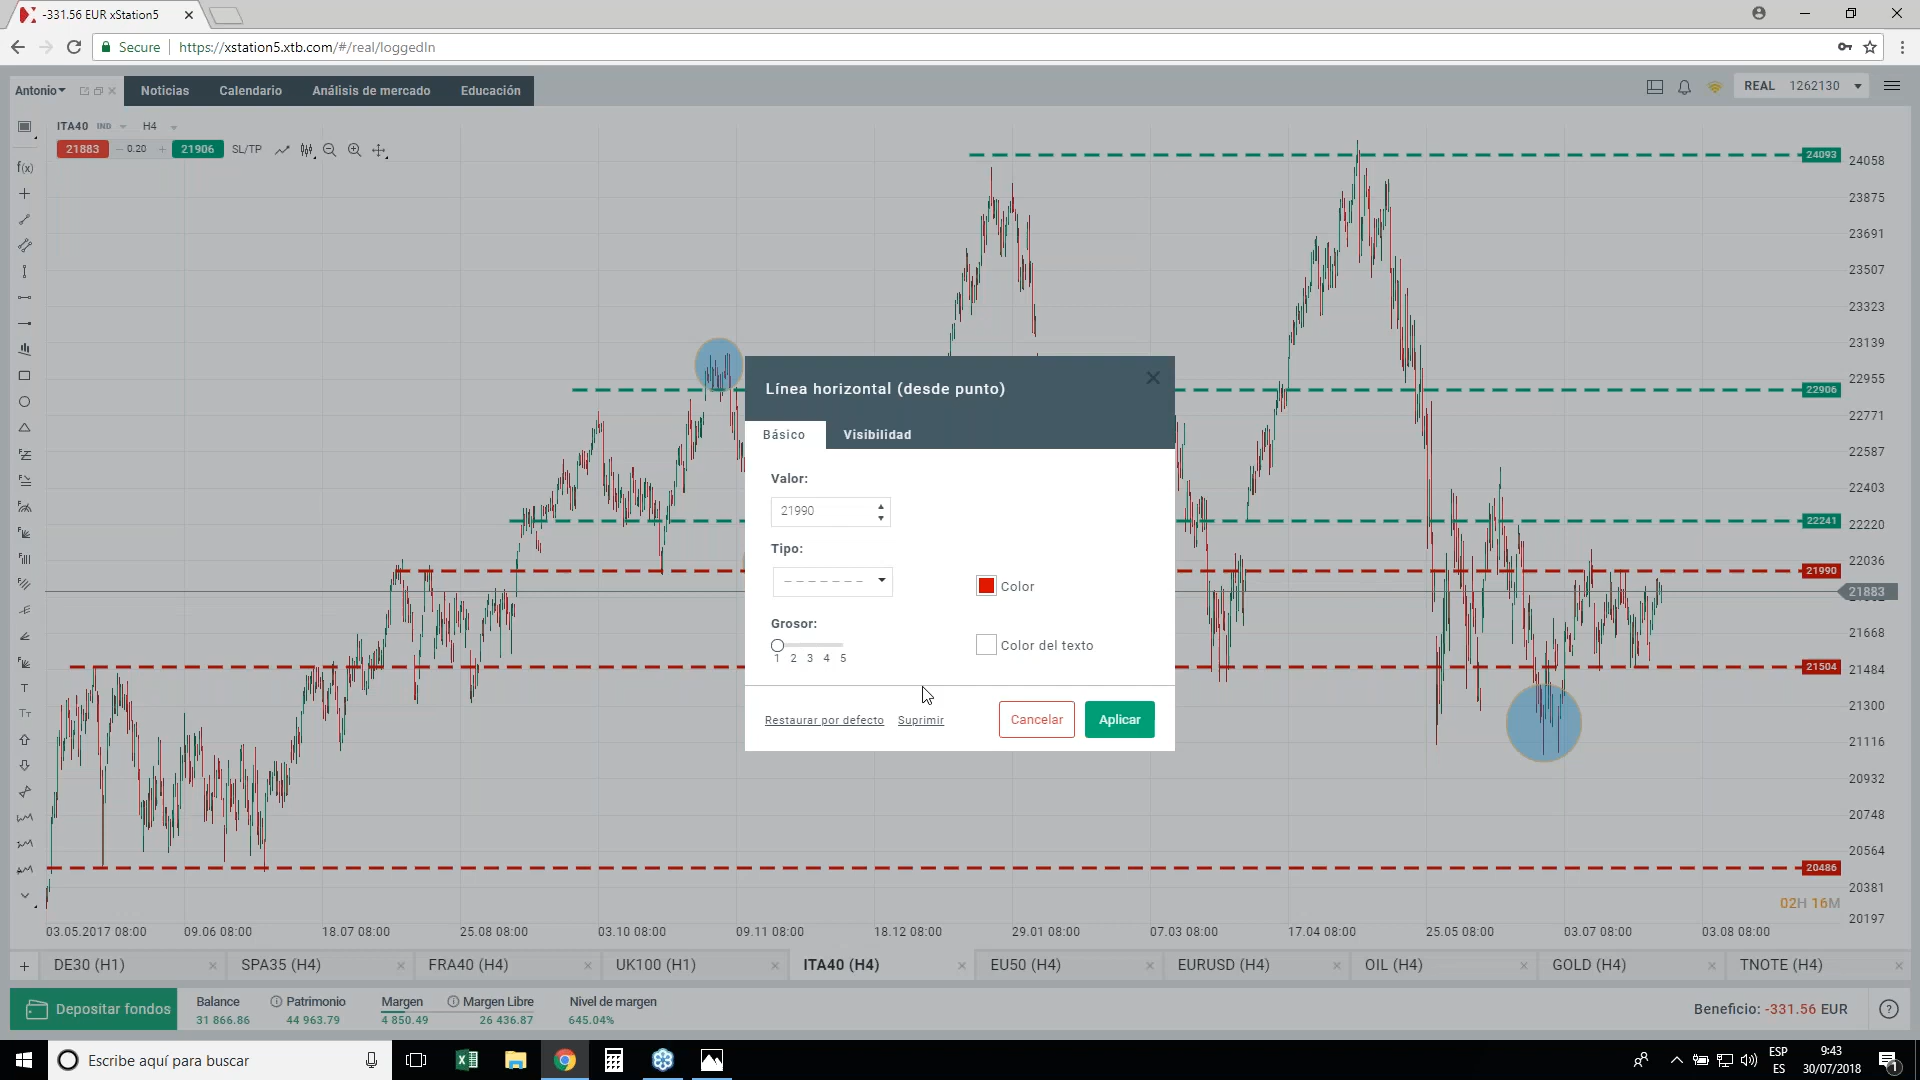 -331.56 EUR xStation5
Secure
https://xstation5.xtb.com/#/real/loggedIn
Antonio
Noticias
Calendario
Análisis de mercado
Educación
REAL 1262130
ITA40 IND H4
21883
0.20
21906
SL/TP
f(x)
24093
24058
23875
23691
23507
23323
23139
22955
22906
22771
22587
22403
22241
22220
22036
21990
21883
21668
21504
21484
21300
21116
20932
20748
20564
20486
20381
20197
02H 16M
Línea horizontal (desde punto)
Básico
Visibilidad
Valor:
21990
Tipo:
Color
Grosor:
1 2 3 4 5
Color del texto
Restaurar por defecto
Suprimir
Cancelar
Aplicar
T
TT
03.05.2017 08:00
09.06 08:00
18.07 08:00
25.08 08:00
03.10 08:00
09.11 08:00
18.12 08:00
29.01 08:00
07.03 08:00
17.04 08:00
25.05 08:00
03.07 08:00
03.08 08:00
DE30 (H1)
SPA35 (H4)
FRA40 (H4)
UK100 (H1)
ITA40 (H4)
EU50 (H4)
EURUSD (H4)
OIL (H4)
GOLD (H4)
TNOTE (H4)
Depositar fondos
Balance
31 866.86
Patrimonio
44 963.79
Margen
4 850.49
Margen Libre
26 436.87
Nivel de margen
645.04%
Beneficio: -331.56 EUR
Escribe aquí para buscar
ESP
ES
9:43
30/07/2018
1